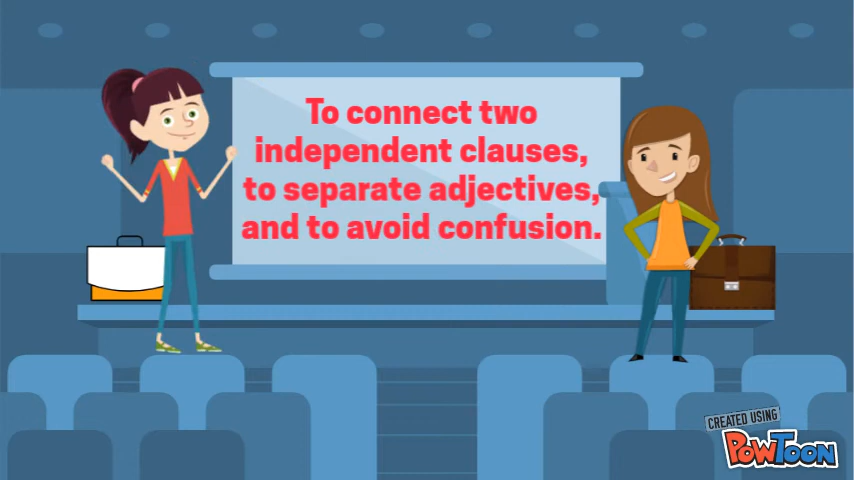 To connect two
independent clauses,
to separate adjectives,
and to avoid confusion.
CREATED USING
POWTOON